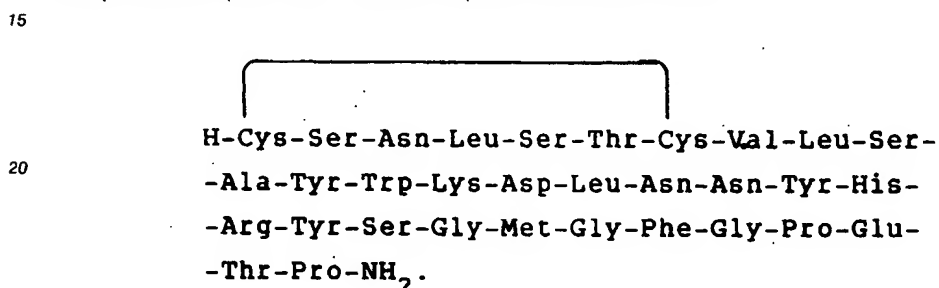 15
H-Cys-Ser-Asn-Leu-Ser-Thr-Cys-Val-Leu-Ser-
20
-Ala-Tyr-Trp-Lys-Asp-Leu-Asn-Asn-Tyr-His-
-Arg-Tyr-Ser-Gly-Met-Gly-Phe-Gly-Pro-Glu-
-Thr-Pro-NH2.